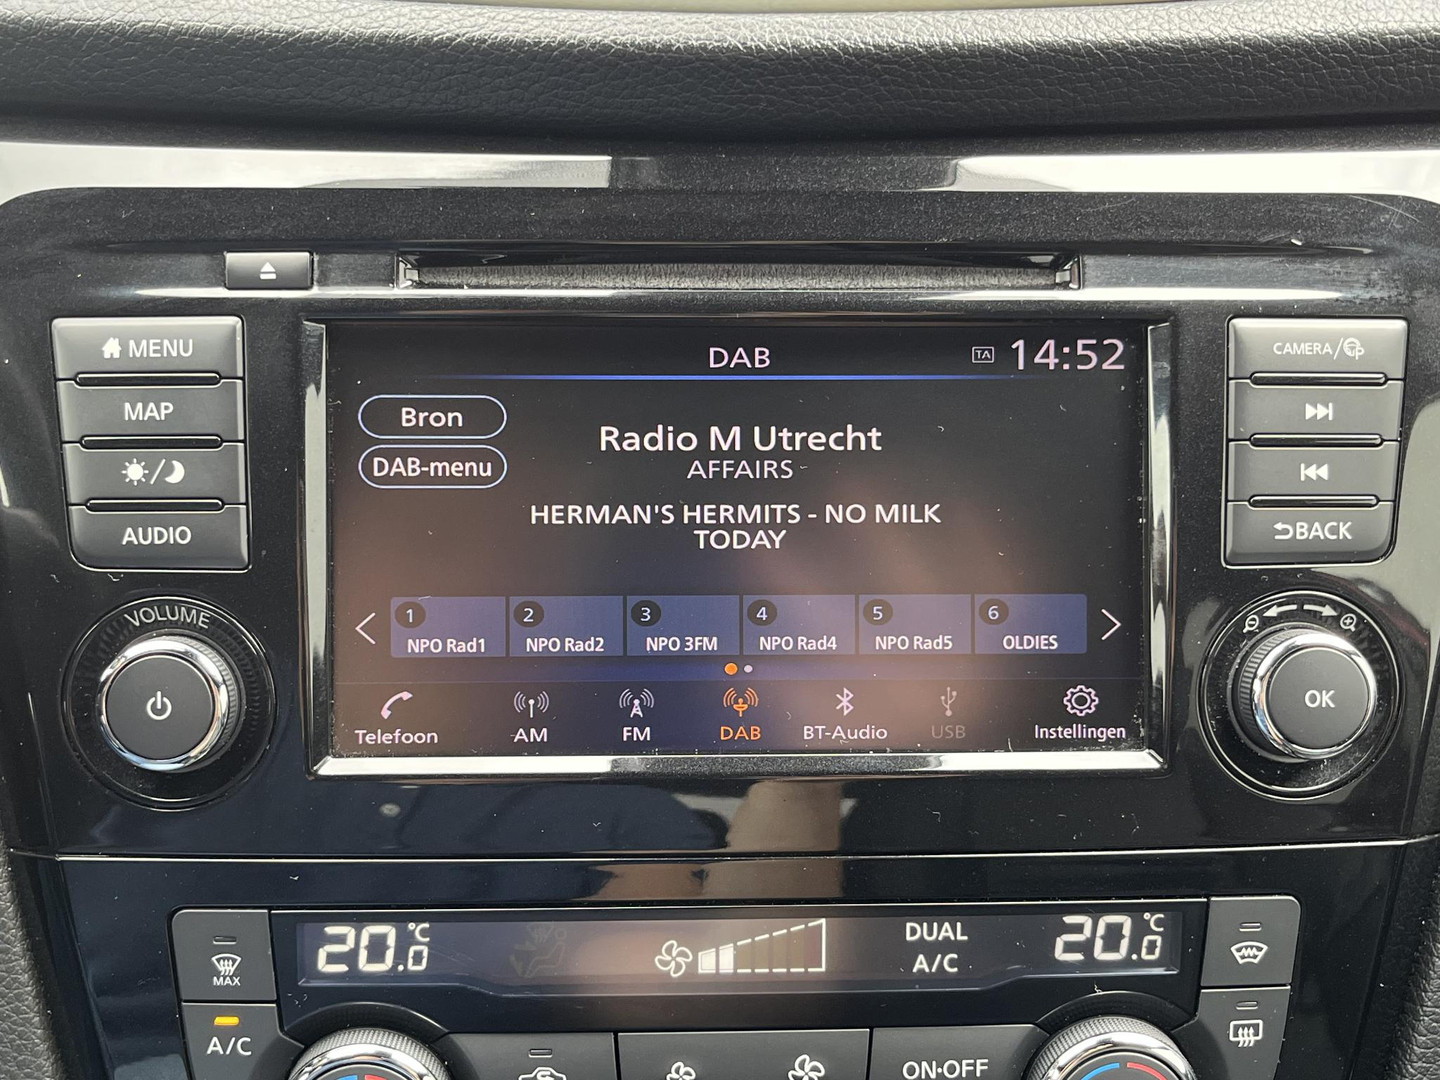 MENU
MAP
AUDIO
VOLUME
DAB
TA 14:52
Bron
DAB-menu
Radio M Utrecht
AFFAIRS
HERMAN'S HERMITS - NO MILK
TODAY
1 NPO Rad1
2 NPO Rad2
3 NPO 3FM
4 NPO Rad4
5 NPO Rad5
6 OLDIES
Telefoon
AM
FM
DAB
BT-Audio
USB
Instellingen
CAMERA/
BACK
OK
MAX
A/C
20.0 °C
DUAL
A/C
20.0 °C
ON·OFF